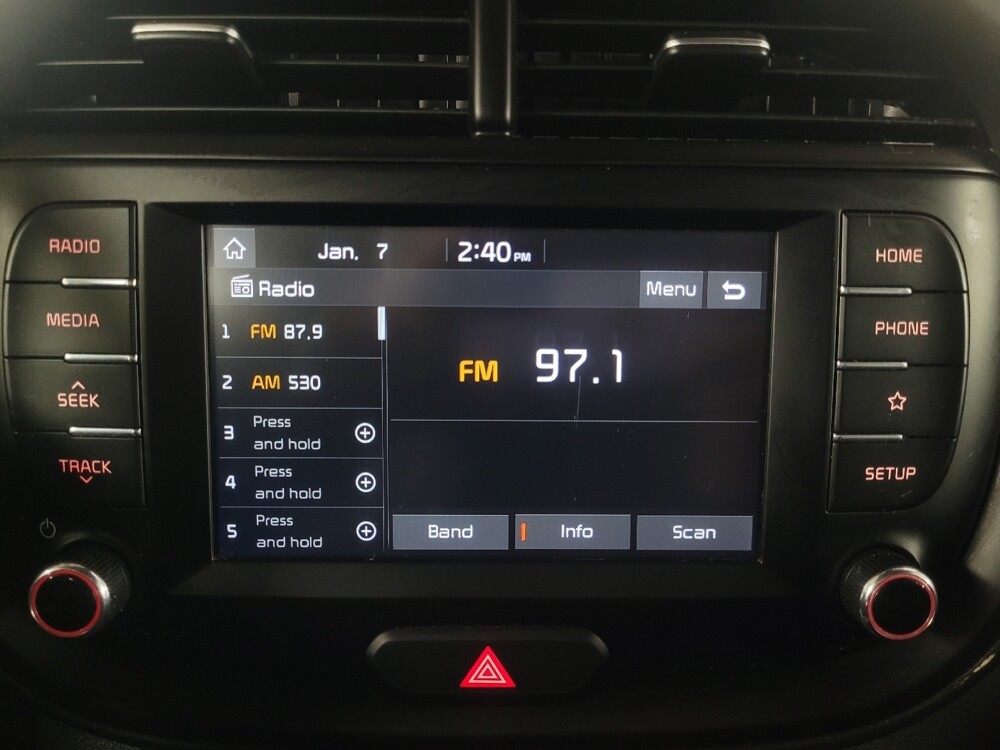 Jan. 7 2:40 PM
Radio Menu
1 FM 87.9
2 AM 530
3 Press
and hold
4 Press
and hold
5 Press
and hold
FM 97.1
Band Info Scan
RADIO
MEDIA
SEEK
TRACK
HOME
PHONE
SETUP